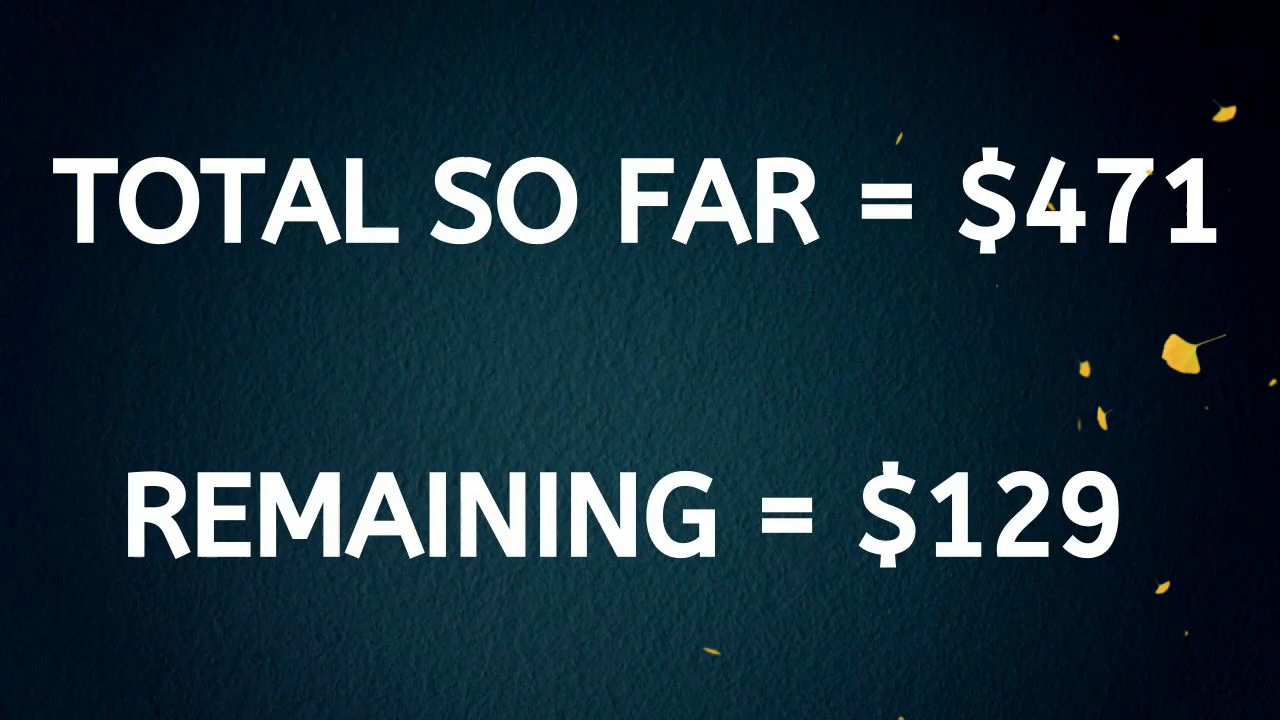 TOTAL SO FAR = $471
REMAINING = $129